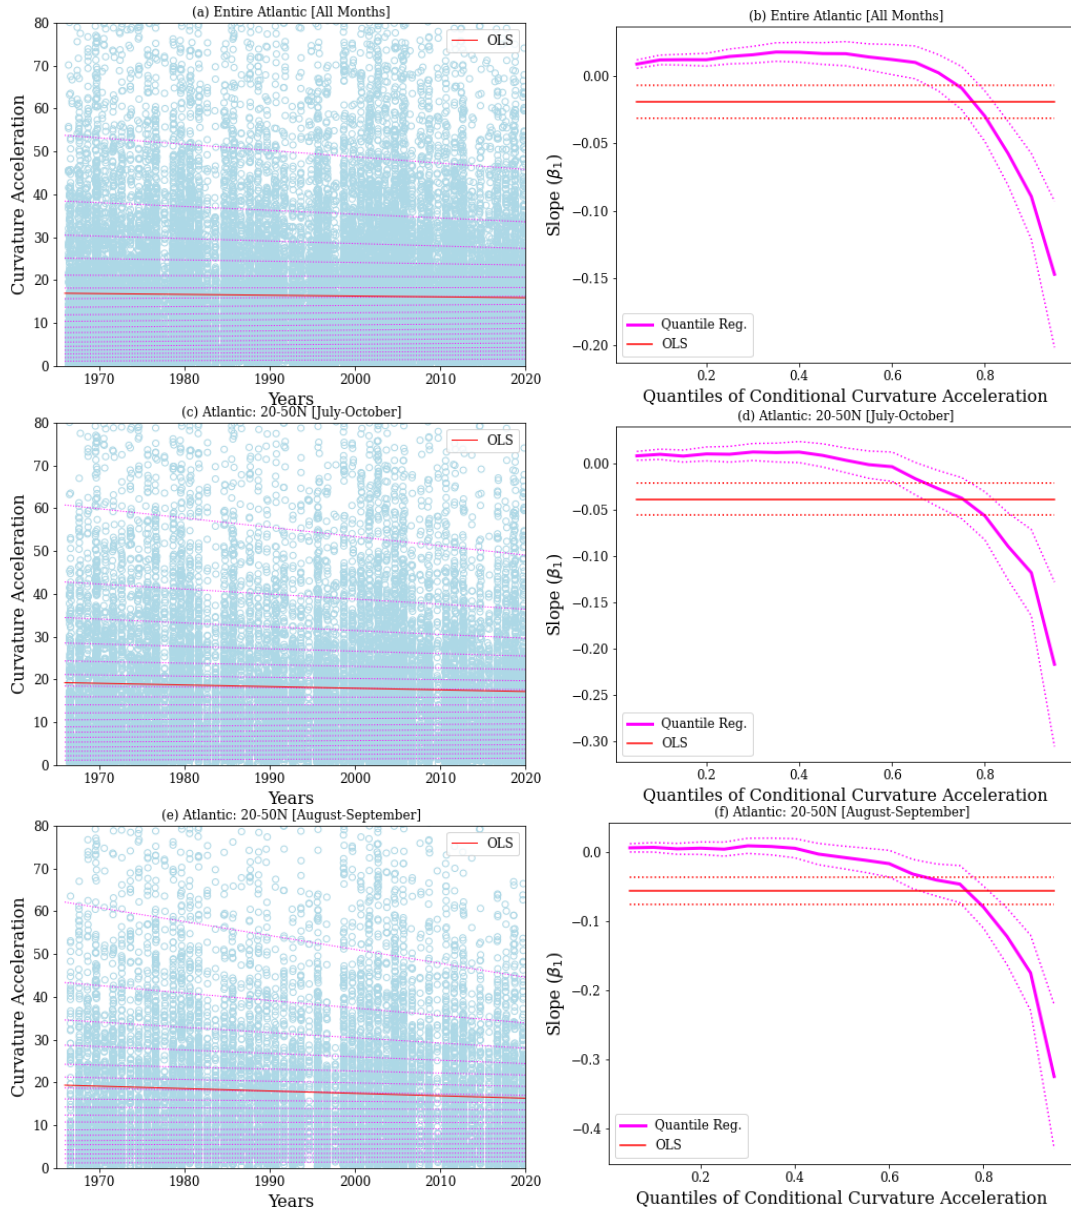 (a) Entire Atlantic [All Months]
80
70
60
50
40
30
20
10
0
Curvature Acceleration
OLS
1970 1980 1990 2000 2010 2020
Years
(b) Entire Atlantic [All Months]
0.00
−0.05
−0.10
−0.15
−0.20
Slope (β1)
Quantile Reg.
OLS
0.2 0.4 0.6 0.8
Quantiles of Conditional Curvature Acceleration
(c) Atlantic: 20-50N [July-October]
80
70
60
50
40
30
20
10
0
Curvature Acceleration
OLS
1970 1980 1990 2000 2010 2020
Years
(d) Atlantic: 20-50N [July-October]
0.00
−0.05
−0.10
−0.15
−0.20
−0.25
−0.30
Slope (β1)
Quantile Reg.
OLS
0.2 0.4 0.6 0.8
Quantiles of Conditional Curvature Acceleration
(e) Atlantic: 20-50N [August-September]
80
70
60
50
40
30
20
10
0
Curvature Acceleration
OLS
1970 1980 1990 2000 2010 2020
Years
(f) Atlantic: 20-50N [August-September]
0.0
−0.1
−0.2
−0.3
−0.4
Slope (β1)
Quantile Reg.
OLS
0.2 0.4 0.6 0.8
Quantiles of Conditional Curvature Acceleration